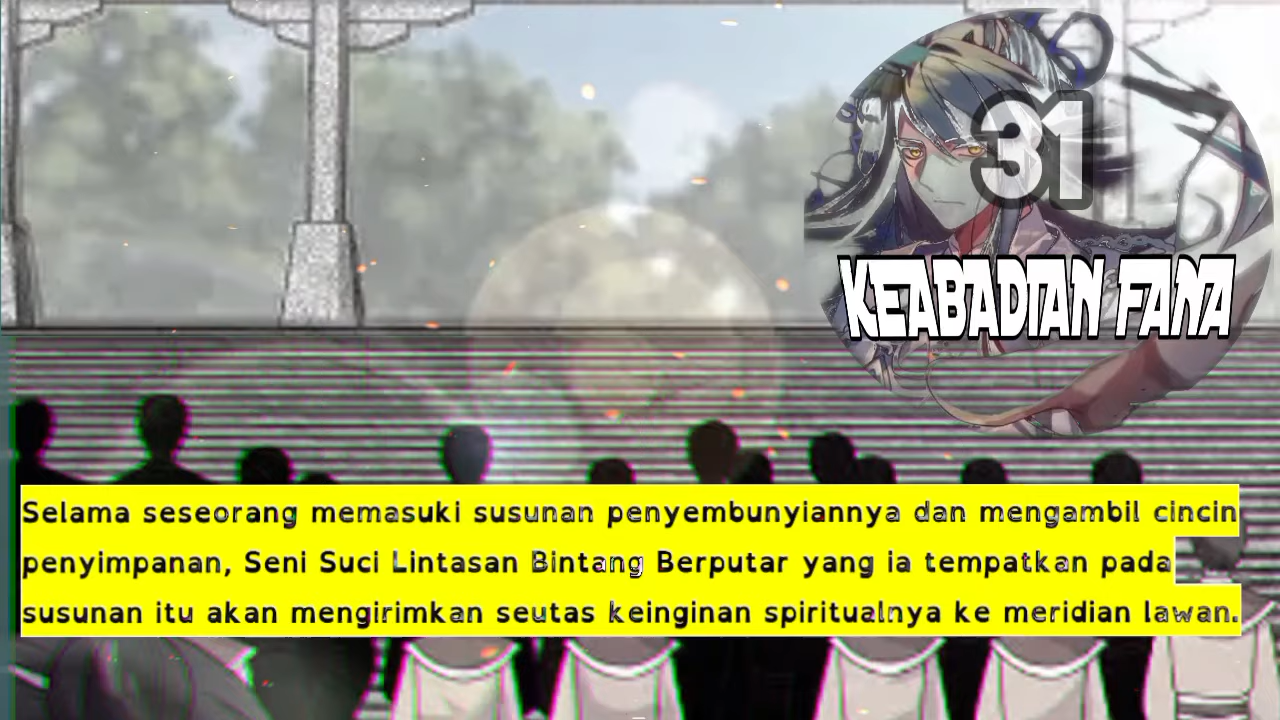 31
KEABADIAN FANA
Selama seseorang memasuki susunan penyembunyiannya dan mengambil cincin
penyimpanan, Seni Suci Lintasan Bintang Berputar yang ia tempatkan pada
susunan itu akan mengirimkan seutas keinginan spiritualnya ke meridian lawan.